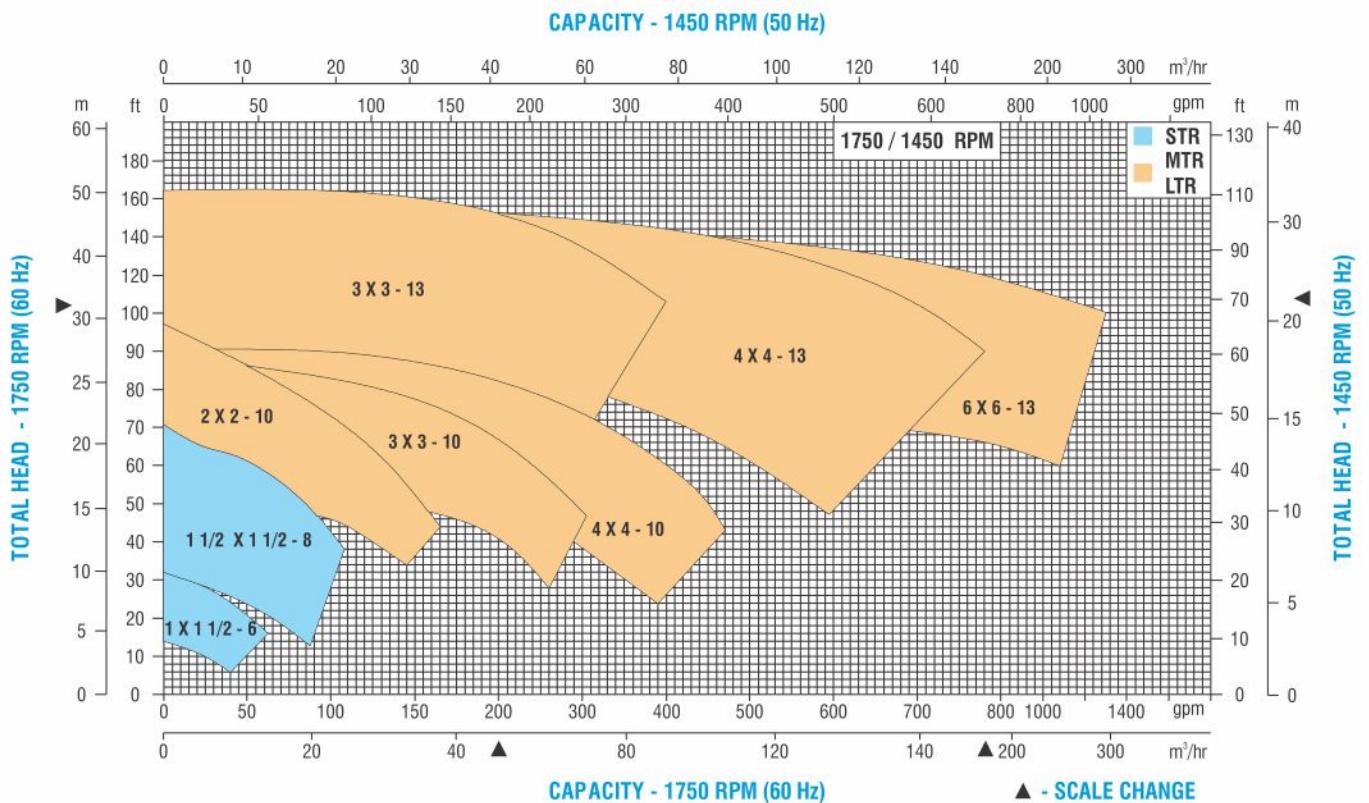 CAPACITY - 1450 RPM (50 Hz)
0 10 20 30 40 60 80 100 120 140 200 300 m³/hr
m ft 0 50 100 150 200 300 400 500 600 800 1000 gpm ft m
60 50 40 30 25 20 15 10 5 0
180 160 140 120 100 90 80 70 60 50 40 30 20 10 0
1750 / 1450 RPM
STR
MTR
LTR
130 110 90 70 60 50 40 30 20 10 0
40 30 20 15 10 5 0
TOTAL HEAD - 1750 RPM (60 Hz)
TOTAL HEAD - 1450 RPM (50 Hz)
3 X 3 - 13
4 X 4 - 13
6 X 6 - 13
2 X 2 - 10
3 X 3 - 10
4 X 4 - 10
1 1/2 X 1 1/2 - 8
1 X 1 1/2 - 6
0 50 100 150 200 300 400 500 600 700 800 1000 1400 gpm
0 20 40 80 120 140 200 300 m³/hr
CAPACITY - 1750 RPM (60 Hz)
▲ - SCALE CHANGE